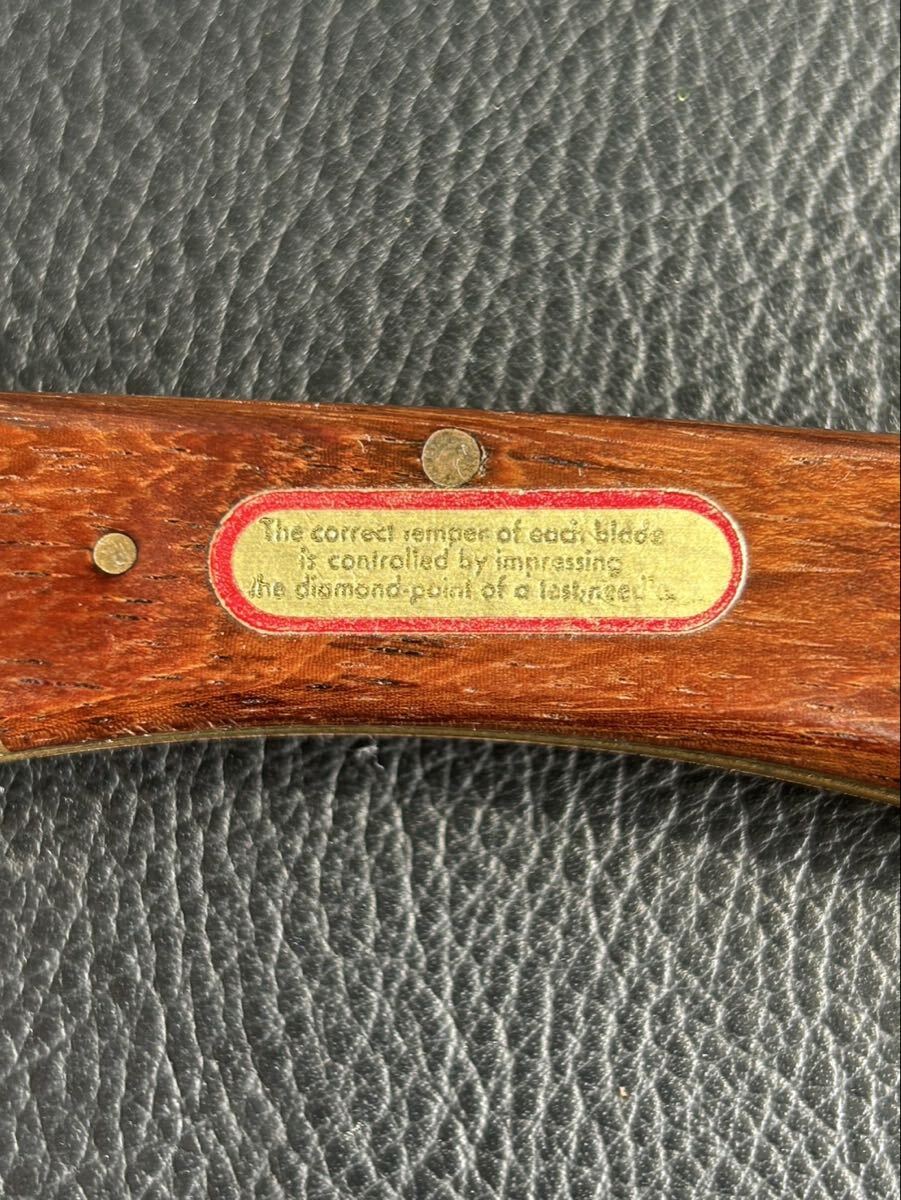 The correct temper of each blade
is controlled by impressing
the diamond-point of a test-needle